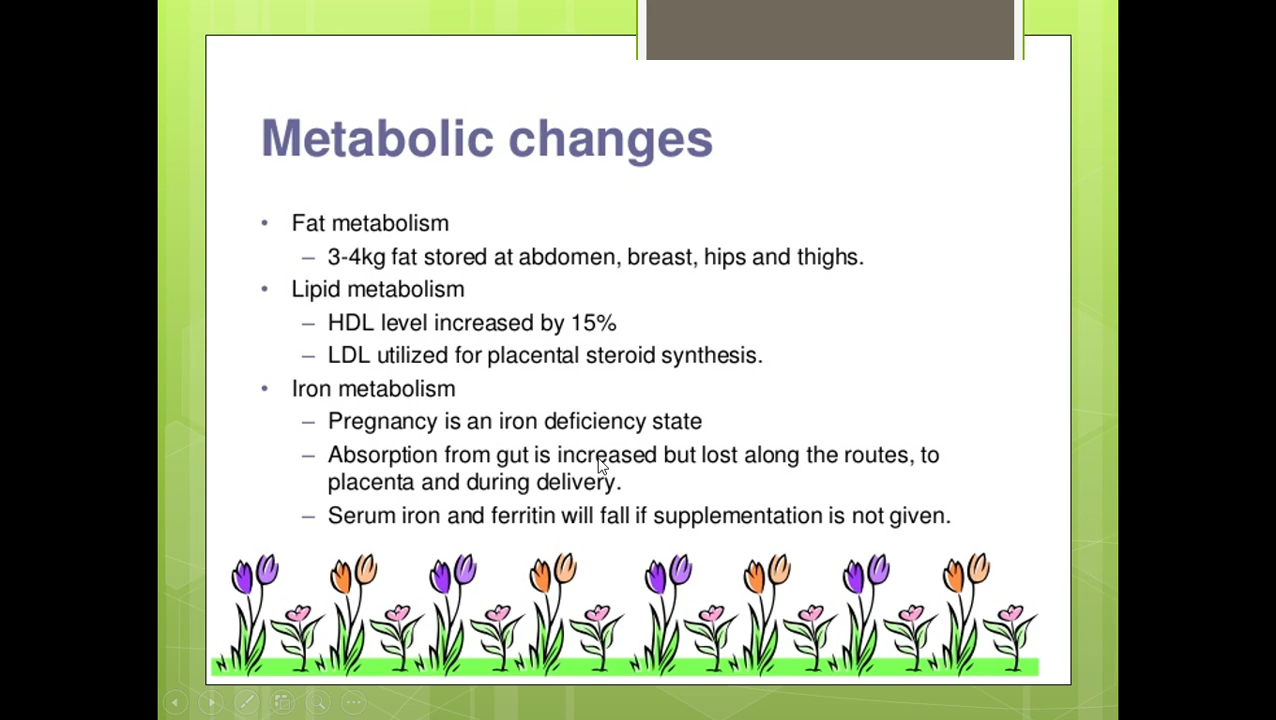 Metabolic changes
• Fat metabolism
– 3-4kg fat stored at abdomen, breast, hips and thighs.
• Lipid metabolism
– HDL level increased by 15%
– LDL utilized for placental steroid synthesis.
• Iron metabolism
– Pregnancy is an iron deficiency state
– Absorption from gut is increased but lost along the routes, to
placenta and during delivery.
– Serum iron and ferritin will fall if supplementation is not given.